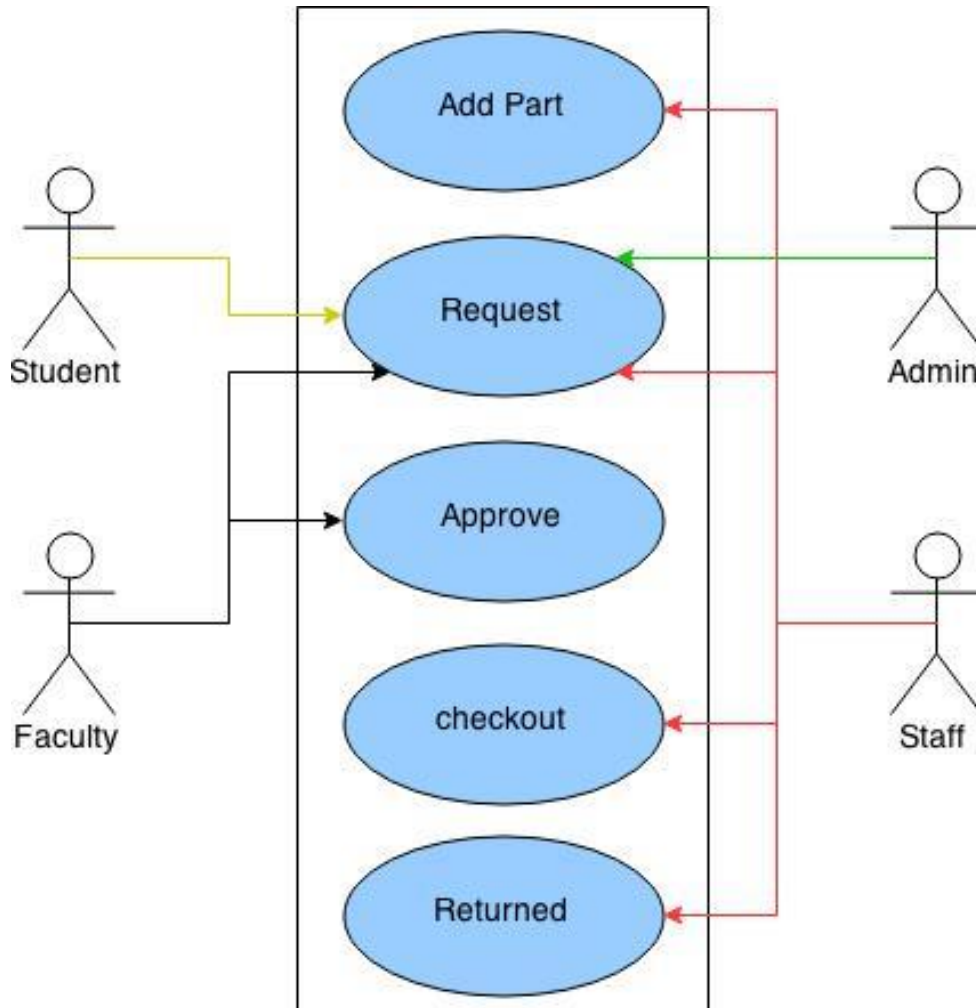 Add Part
Request
Student
Admin
Approve
checkout
Faculty
Staff
Returned